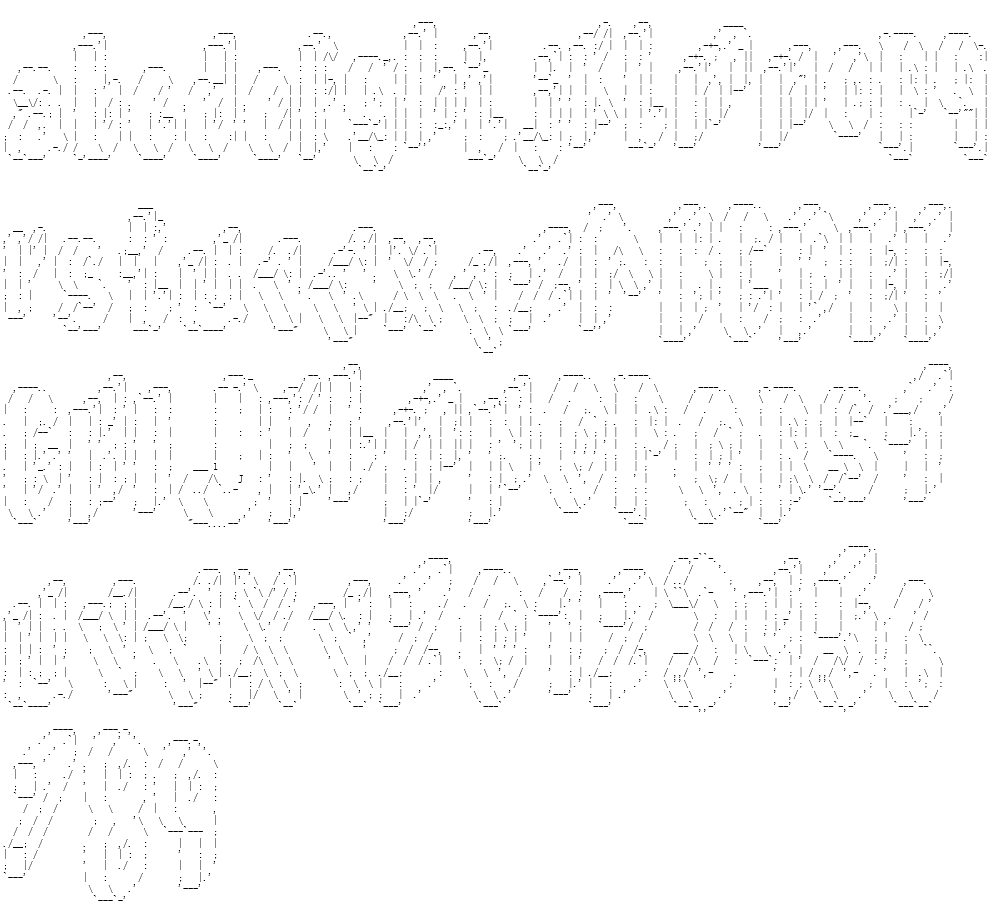 abcdefghijklmnopq
rstuvwxyzABCDEF
GHIJKLMNOPQRST
UVWXYZ0123456
789